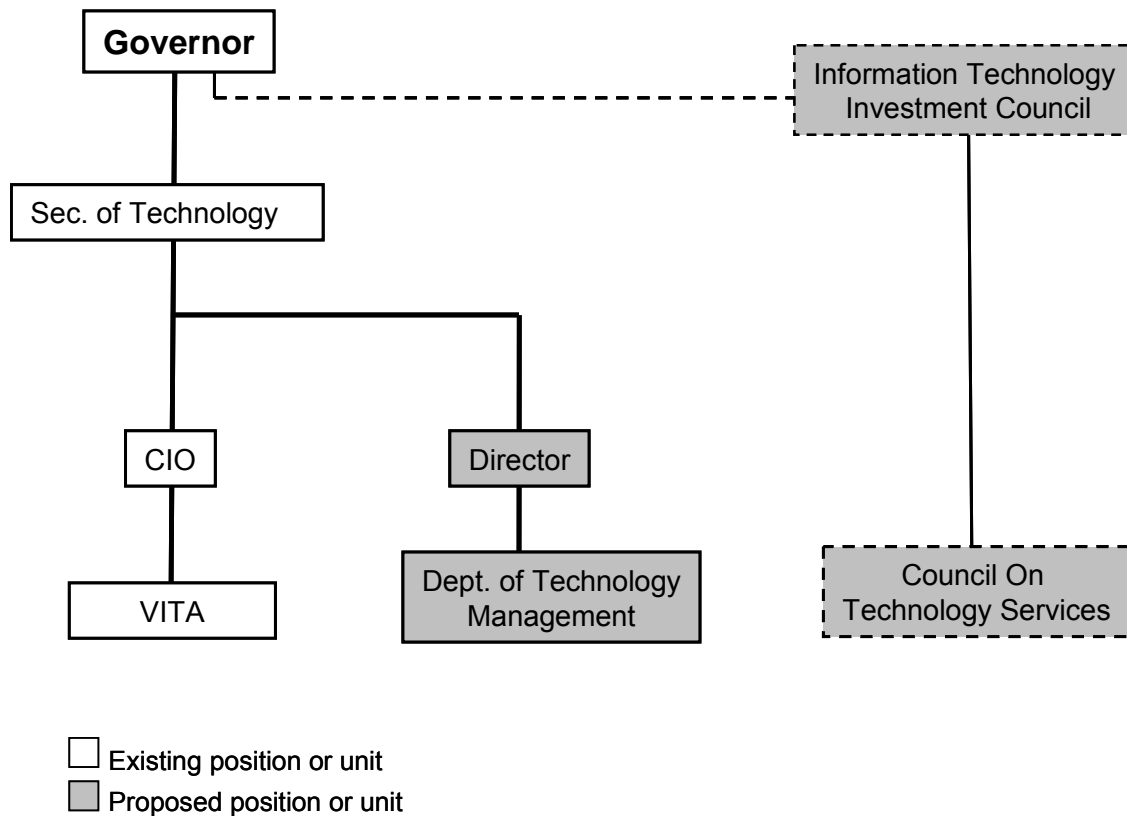 Governor
Information Technology
Investment Council
Sec. of Technology
CIO
Director
VITA
Dept. of Technology
Management
Council On
Technology Services
Existing position or unit
Proposed position or unit